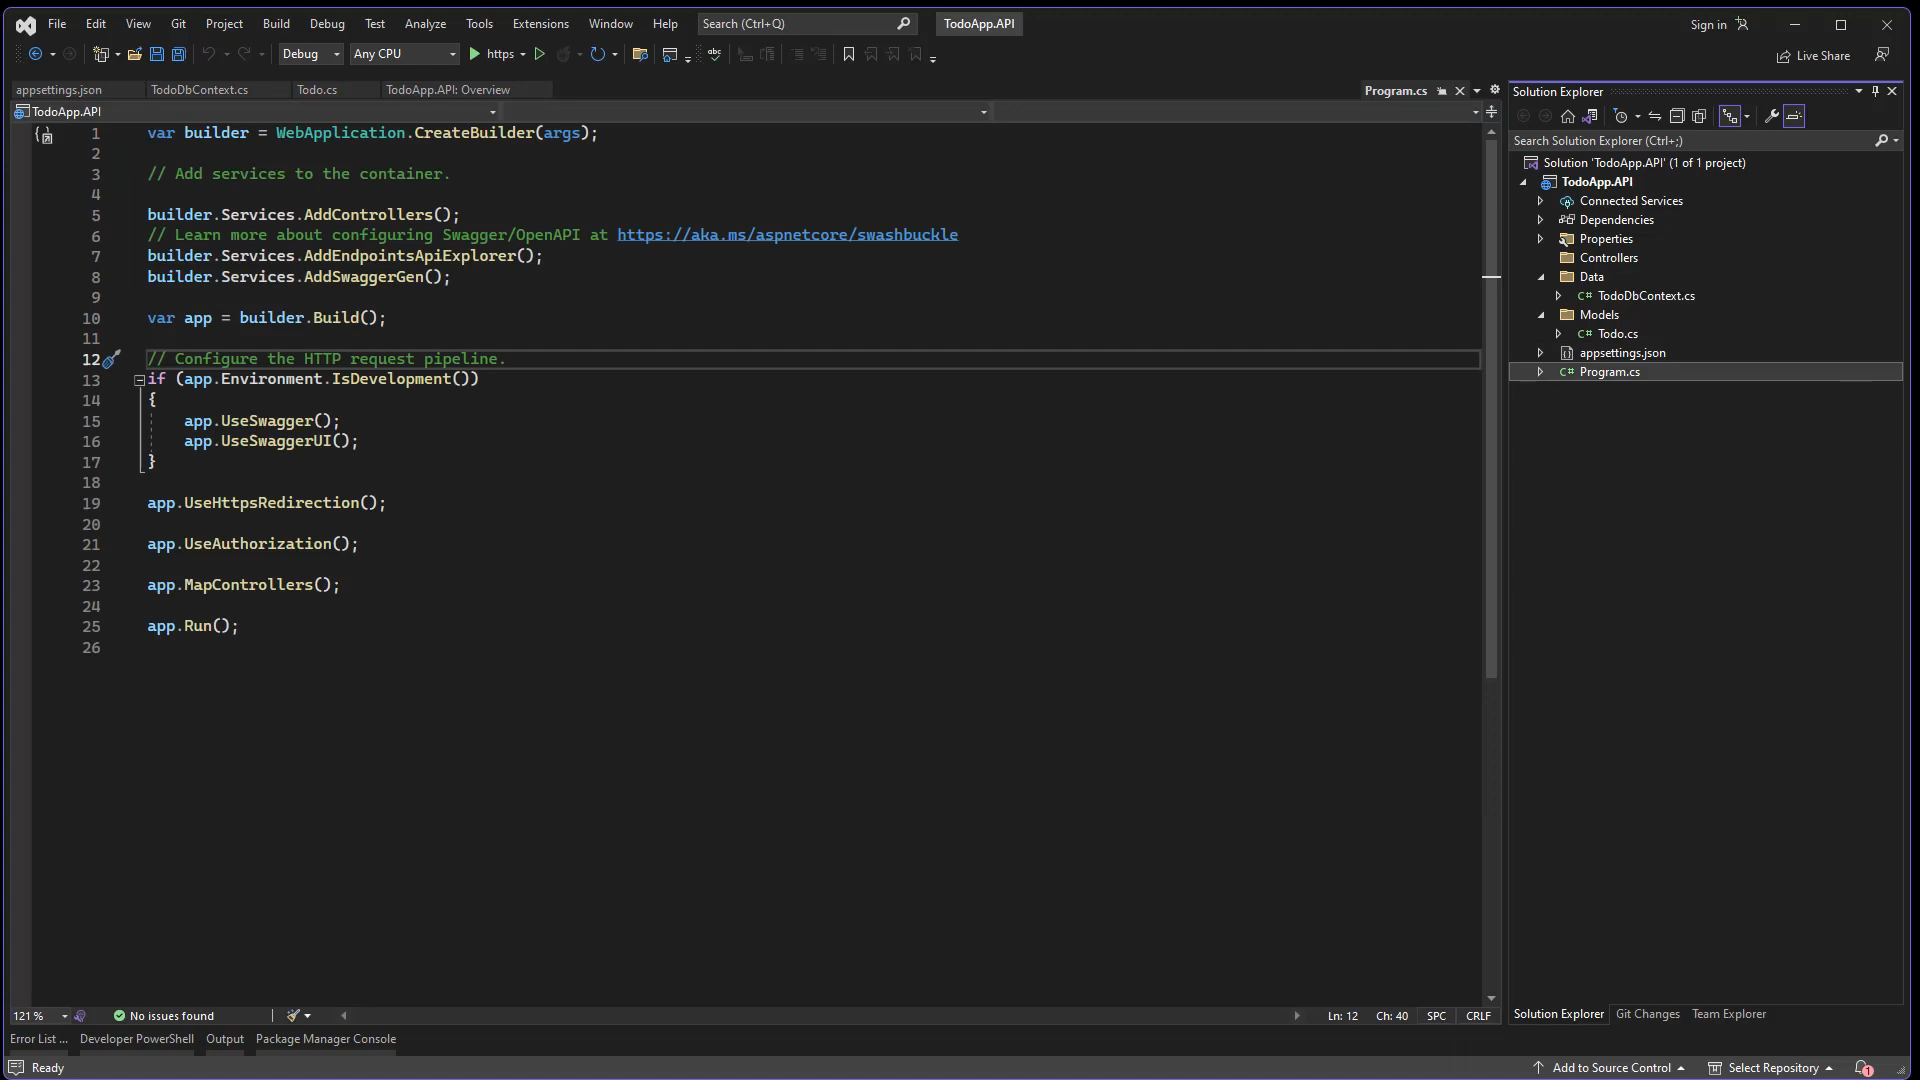 File Edit View Git Project Build Debug Test Analyze Tools Extensions Window Help Search (Ctrl+Q) TodoApp.API Sign in
Debug Any CPU https Live Share
appsettings.json TodoDbContext.cs Todo.cs TodoApp.API: Overview Program.cs
TodoApp.API
1 var builder = WebApplication.CreateBuilder(args);
2
3 // Add services to the container.
4
5 builder.Services.AddControllers();
6 // Learn more about configuring Swagger/OpenAPI at https://aka.ms/aspnetcore/swashbuckle
7 builder.Services.AddEndpointsApiExplorer();
8 builder.Services.AddSwaggerGen();
9
10 var app = builder.Build();
11
12 // Configure the HTTP request pipeline.
13 if (app.Environment.IsDevelopment())
14 {
15 app.UseSwagger();
16 app.UseSwaggerUI();
17 }
18
19 app.UseHttpsRedirection();
20
21 app.UseAuthorization();
22
23 app.MapControllers();
24
25 app.Run();
26
121 % No issues found Ln: 12 Ch: 40 SPC CRLF
Error List ... Developer PowerShell Output Package Manager Console
Solution Explorer
Search Solution Explorer (Ctrl+;)
Solution 'TodoApp.API' (1 of 1 project)
TodoApp.API
Connected Services
Dependencies
Properties
Controllers
Data
C# TodoDbContext.cs
Models
C# Todo.cs
appsettings.json
C# Program.cs
Solution Explorer Git Changes Team Explorer
Ready Add to Source Control Select Repository 1